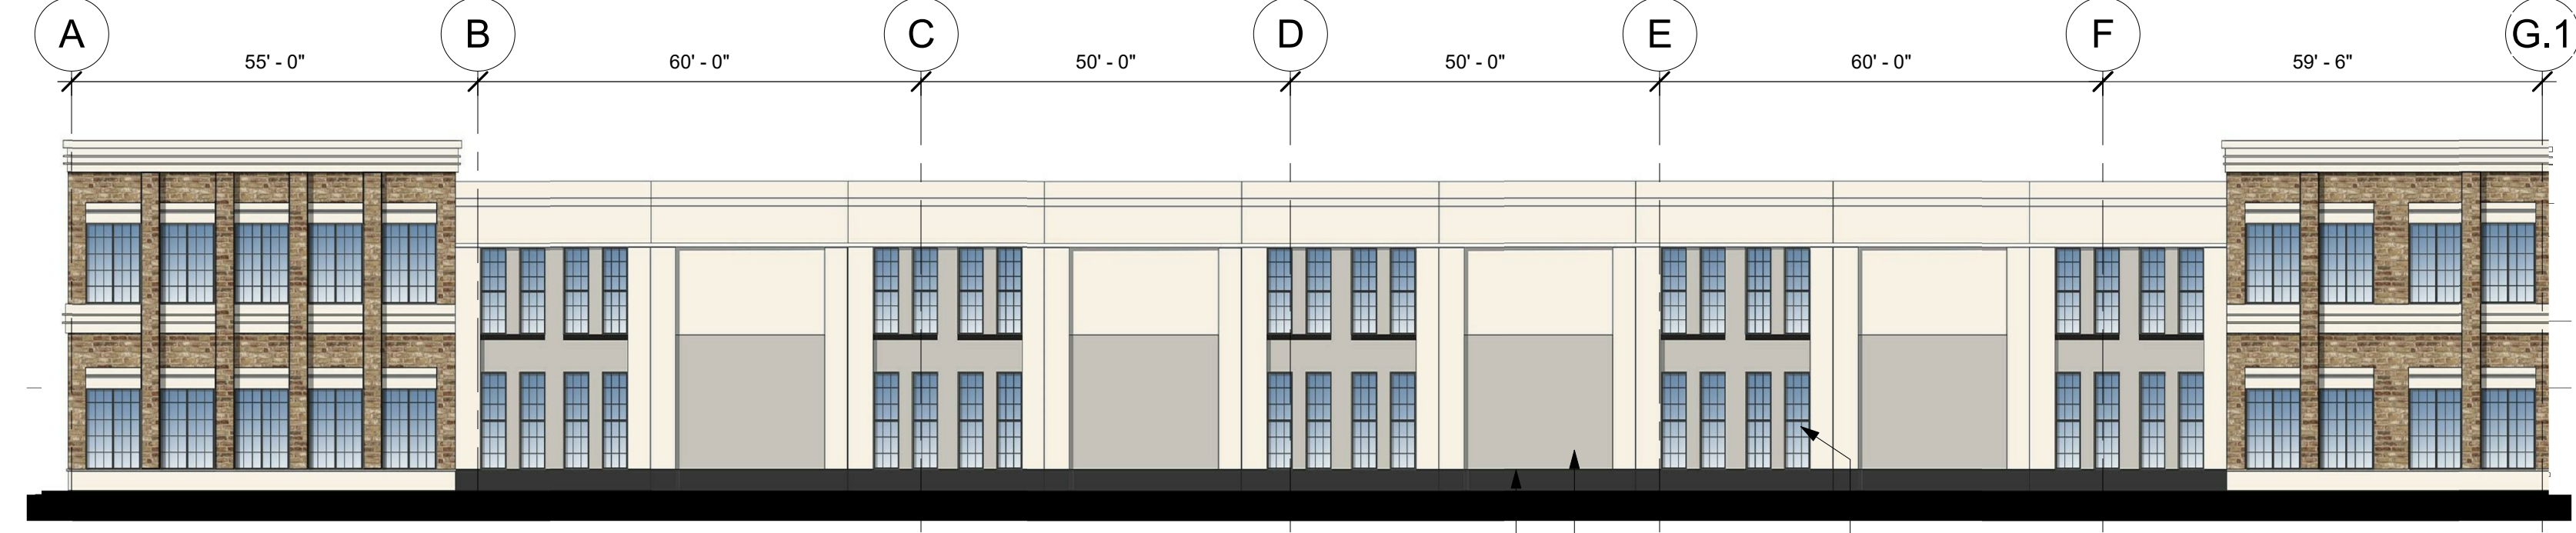 A B C D E F G.1
55' - 0" 60' - 0" 50' - 0" 50' - 0" 60' - 0" 59' - 6"